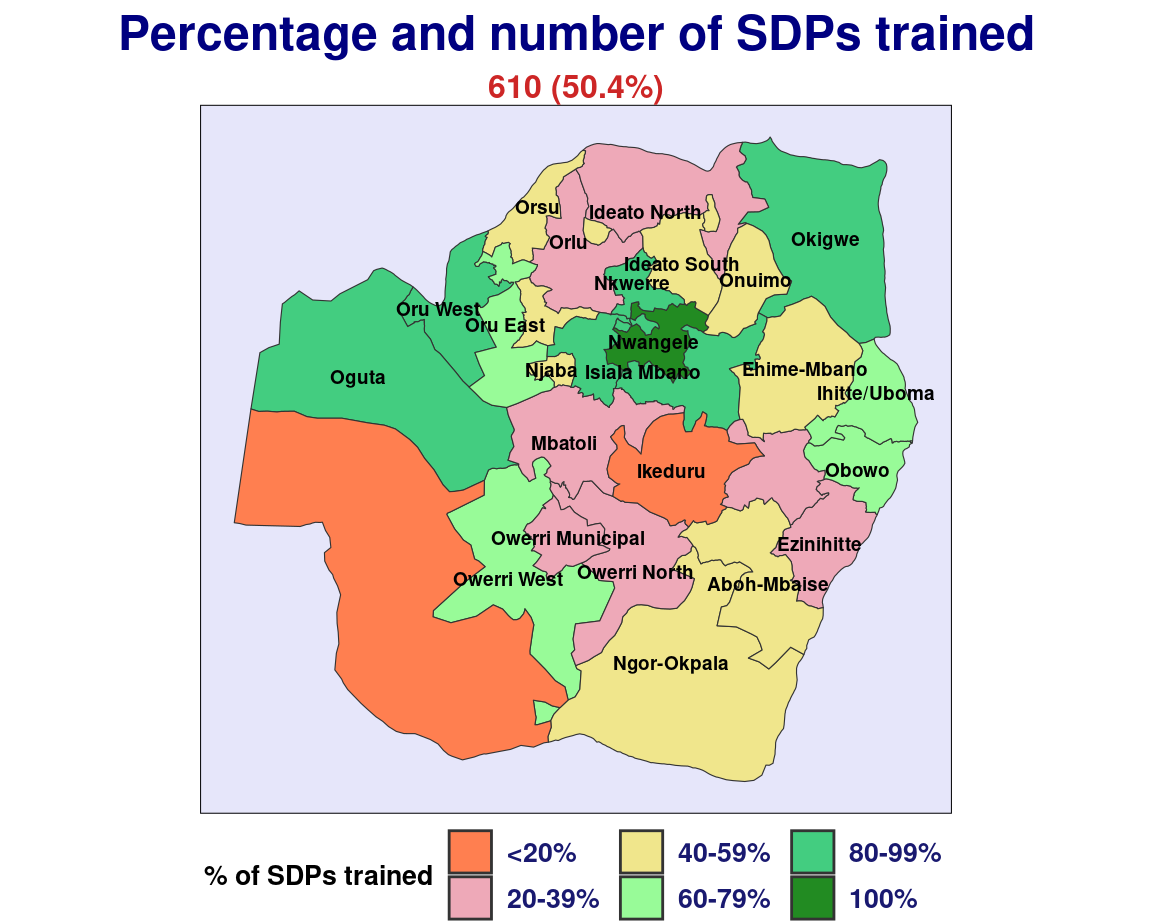 Percentage and number of SDPs trained
610 (50.4%)
Orsu
Ideato North
Orlu
Okigwe
Ideato South
Nkwerre
Onuimo
Oru West
Oru East
Nwangele
Njaba
Isiala Mbano
Ehime-Mbano
Oguta
Ihitte/Uboma
Mbatoli
Ikeduru
Obowo
Owerri Municipal
Ezinihitte
Owerri West
Owerri North
Aboh-Mbaise
Ngor-Okpala
% of SDPs trained
<20%
40-59%
80-99%
20-39%
60-79%
100%